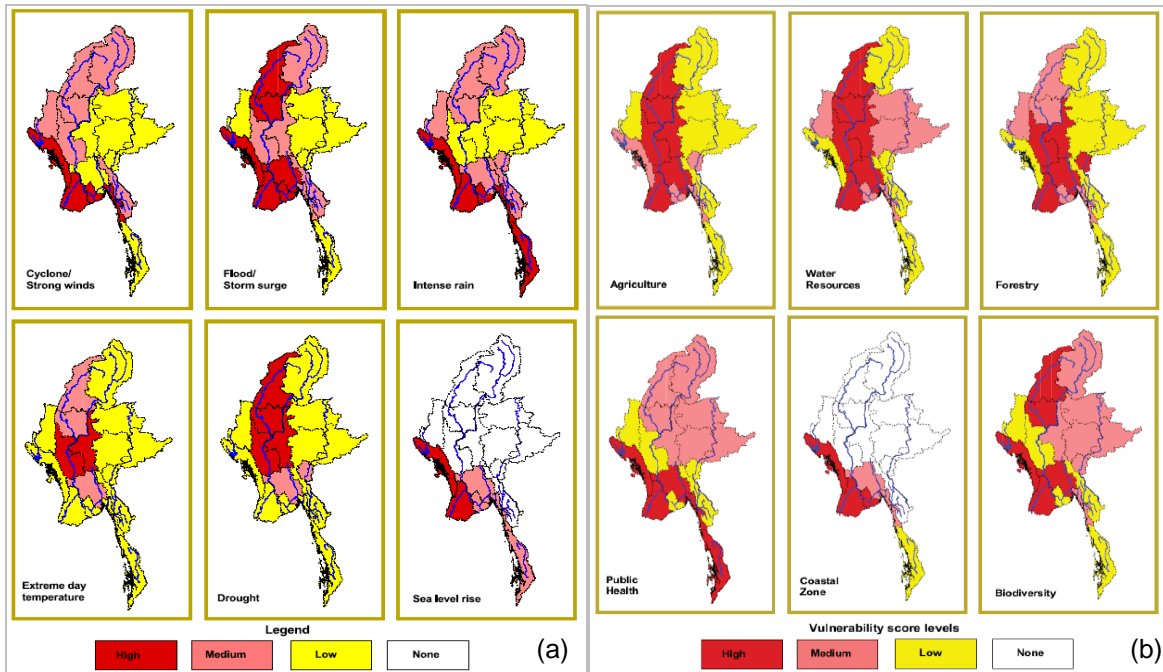 Cyclone/
Strong winds
Flood/
Storm surge
Intense rain
Extreme day
temperature
Drought
Sea level rise
Legend
High
Medium
Low
None
(a)
Agriculture
Water
Resources
Forestry
Public
Health
Coastal
Zone
Biodiversity
Vulnerability score levels
High
Medium
Low
None
(b)